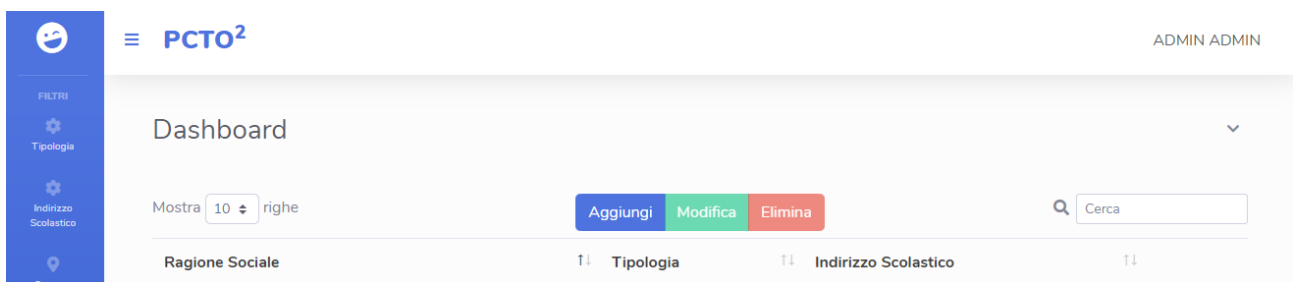 PCTO²
ADMIN ADMIN
FILTRI
Tipologia
Indirizzo
Scolastico
Dashboard
Mostra 10 righe
Aggiungi Modifica Elimina
Cerca
Ragione Sociale Tipologia Indirizzo Scolastico